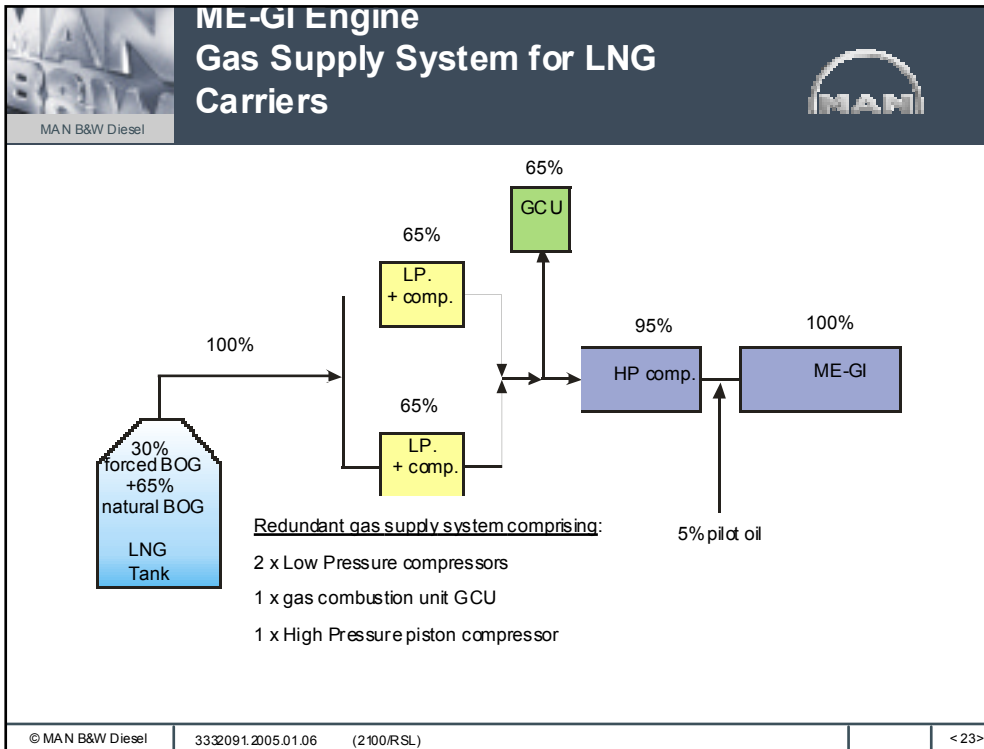 ME-GI Engine
Gas Supply System for LNG
Carriers
MAN
B&W
MAN B&W Diesel
MAN
65%
GCU
65%
LP.
+ comp.
100%
95%
HP comp.
100%
ME-GI
65%
LP.
+ comp.
30%
forced BOG
+65%
natural BOG
LNG
Tank
5% pilot oil
Redundant gas supply system comprising:
2 x Low Pressure compressors
1 x gas combustion unit GCU
1 x High Pressure piston compressor
© MAN B&W Diesel
3332091.2005.01.06 (2100/RSL)
< 23>